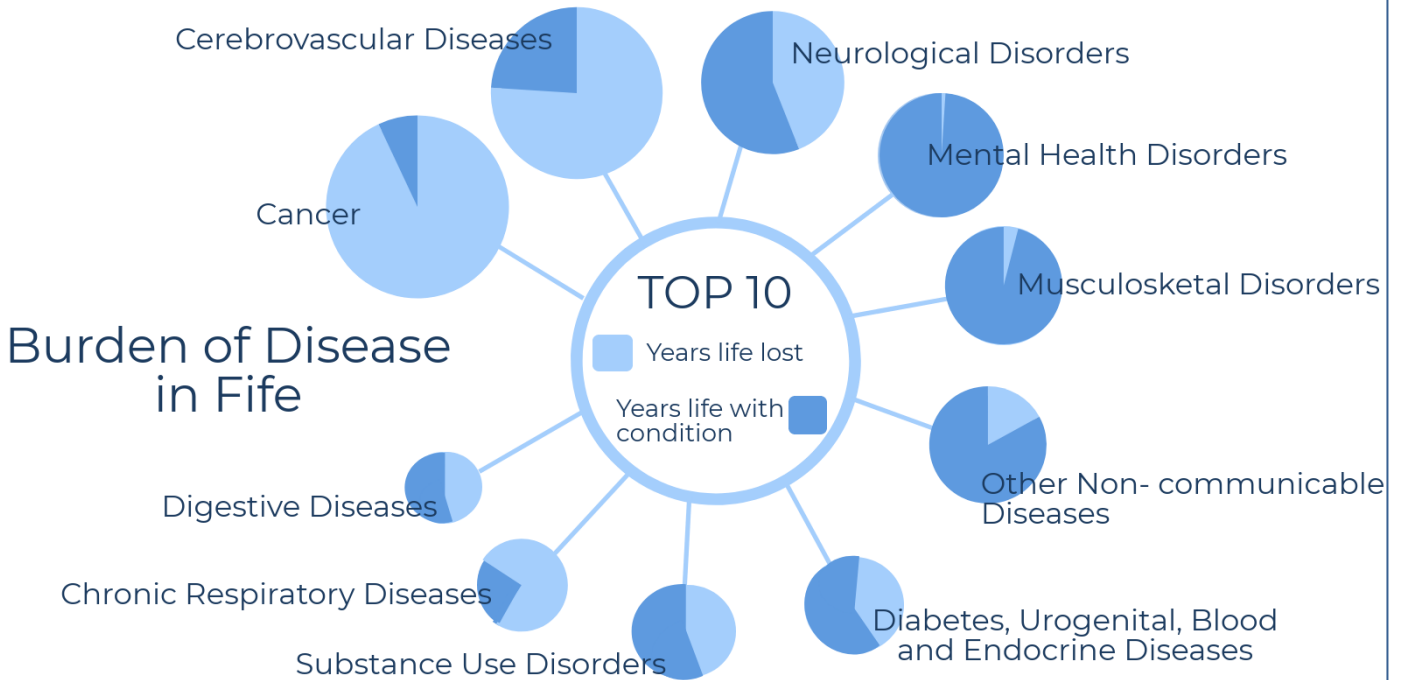 Cerebrovascular Diseases
Neurological Disorders
Mental Health Disorders
Cancer
Musculosketal Disorders
TOP 10
Years life lost
Years life with
condition
Burden of Disease
in Fife
Other Non- communicable
Diseases
Digestive Diseases
Chronic Respiratory Diseases
Diabetes, Urogenital, Blood
and Endocrine Diseases
Substance Use Disorders